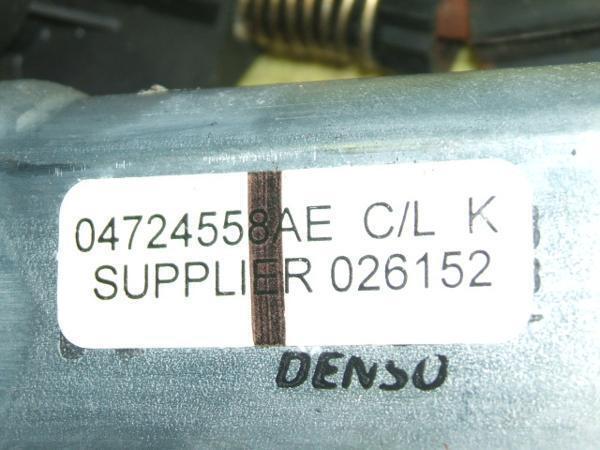 04724558AE C/L K
SUPPLIER 026152
DENSO